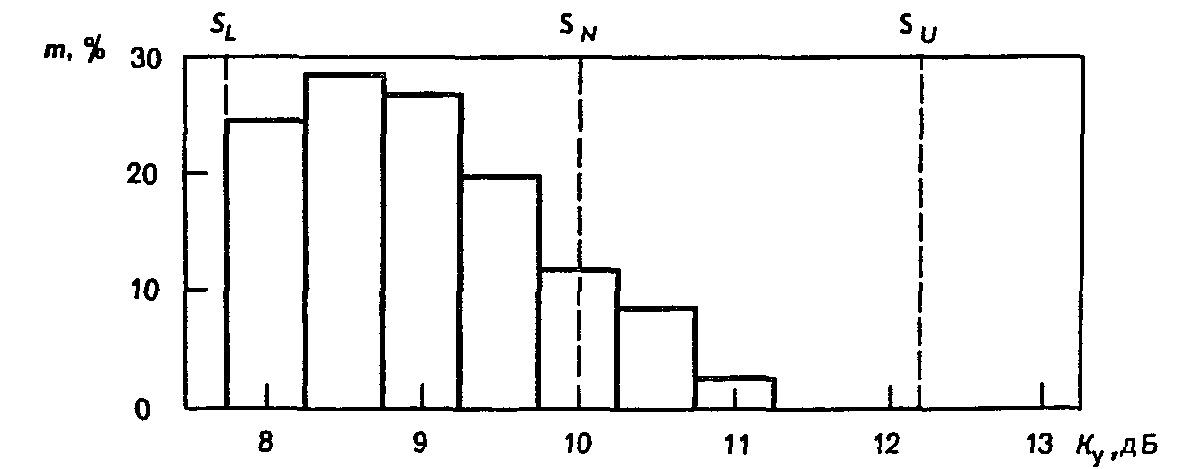 S_L S_N S_U
m, %
30
20
10
0
8 9 10 11 12 13 K_y, дБ